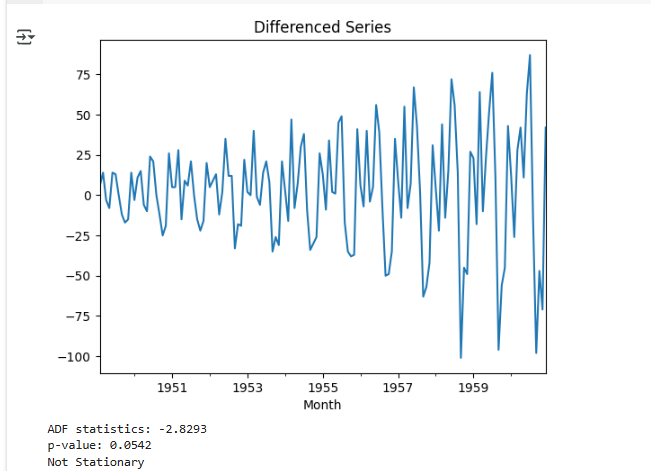 Differenced Series
75
50
25
0
−25
−50
−75
−100
1951 1953 1955 1957 1959
Month
ADF statistics: -2.8293
p-value: 0.0542
Not Stationary